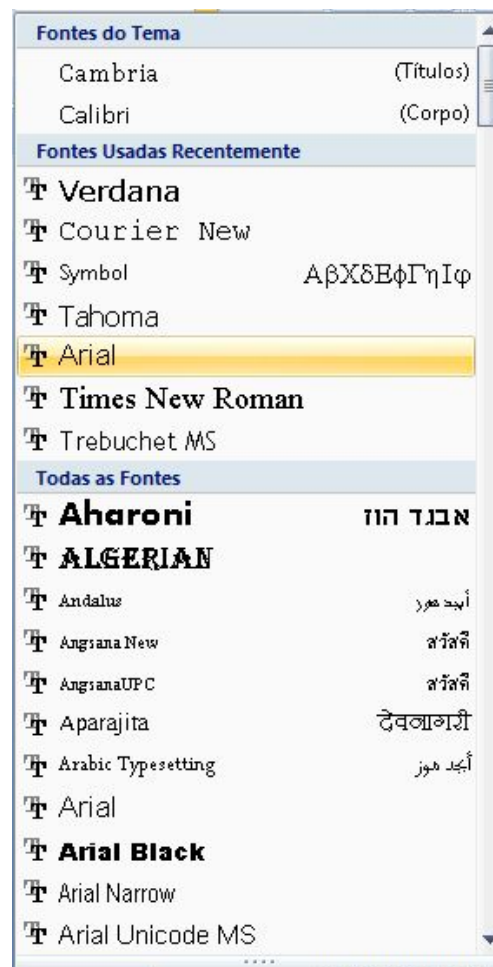 Fontes do Tema
Cambria (Títulos)
Calibri (Corpo)
Fontes Usadas Recentemente
Verdana
Courier New
Symbol ΑβΧδΕφΓηΙφ
Tahoma
Arial
Times New Roman
Trebuchet MS
Todas as Fontes
Aharoni אבגד הוז
ALGERIAN
Andalus أبجد هوز
Angsana New สวัสดี
AngsanaUPC สวัสดี
Aparajita देवनागरी
Arabic Typesetting أبجد هوز
Arial
Arial Black
Arial Narrow
Arial Unicode MS